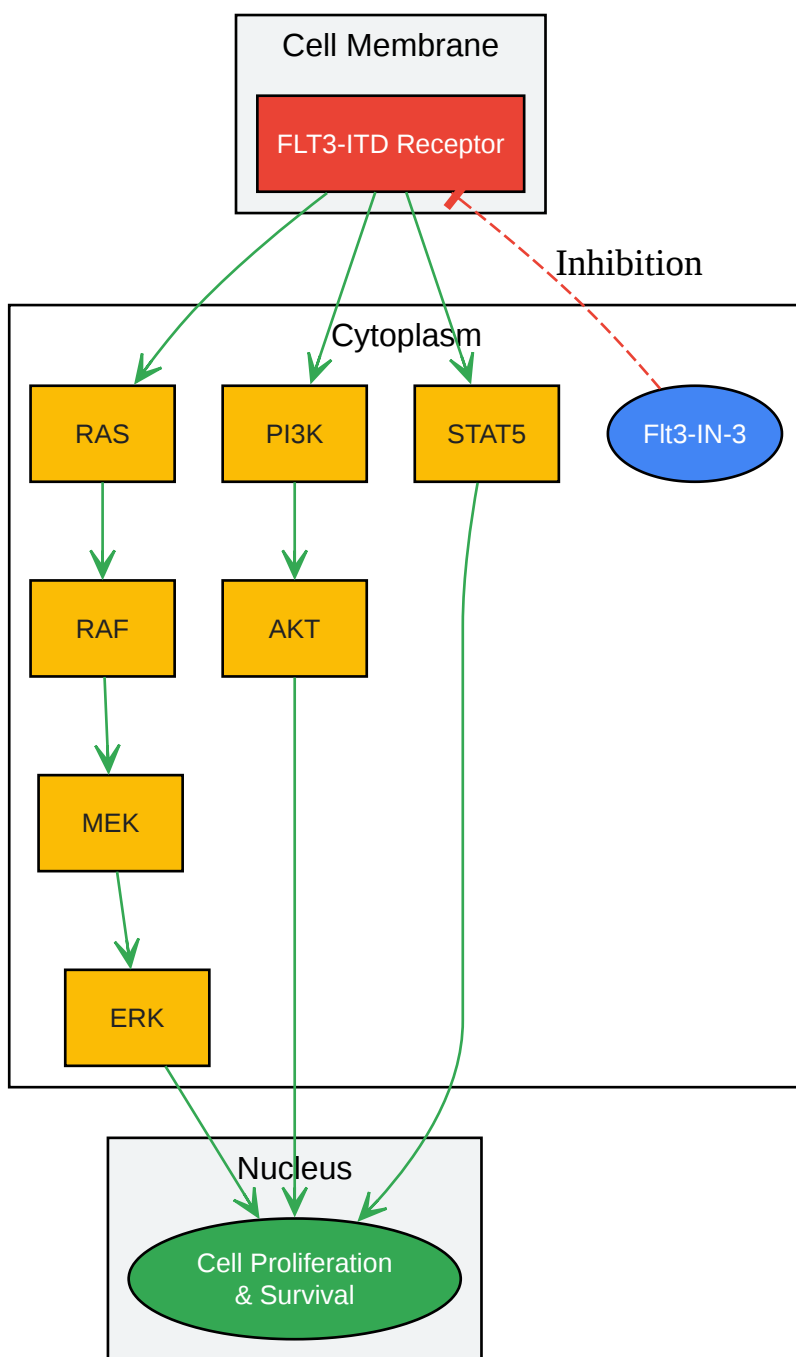 Cell Membrane
FLT3-ITD Receptor
Inhibition
Cytoplasm
RAS
PI3K
STAT5
Flt3-IN-3
RAF
AKT
MEK
ERK
Nucleus
Cell Proliferation
& Survival